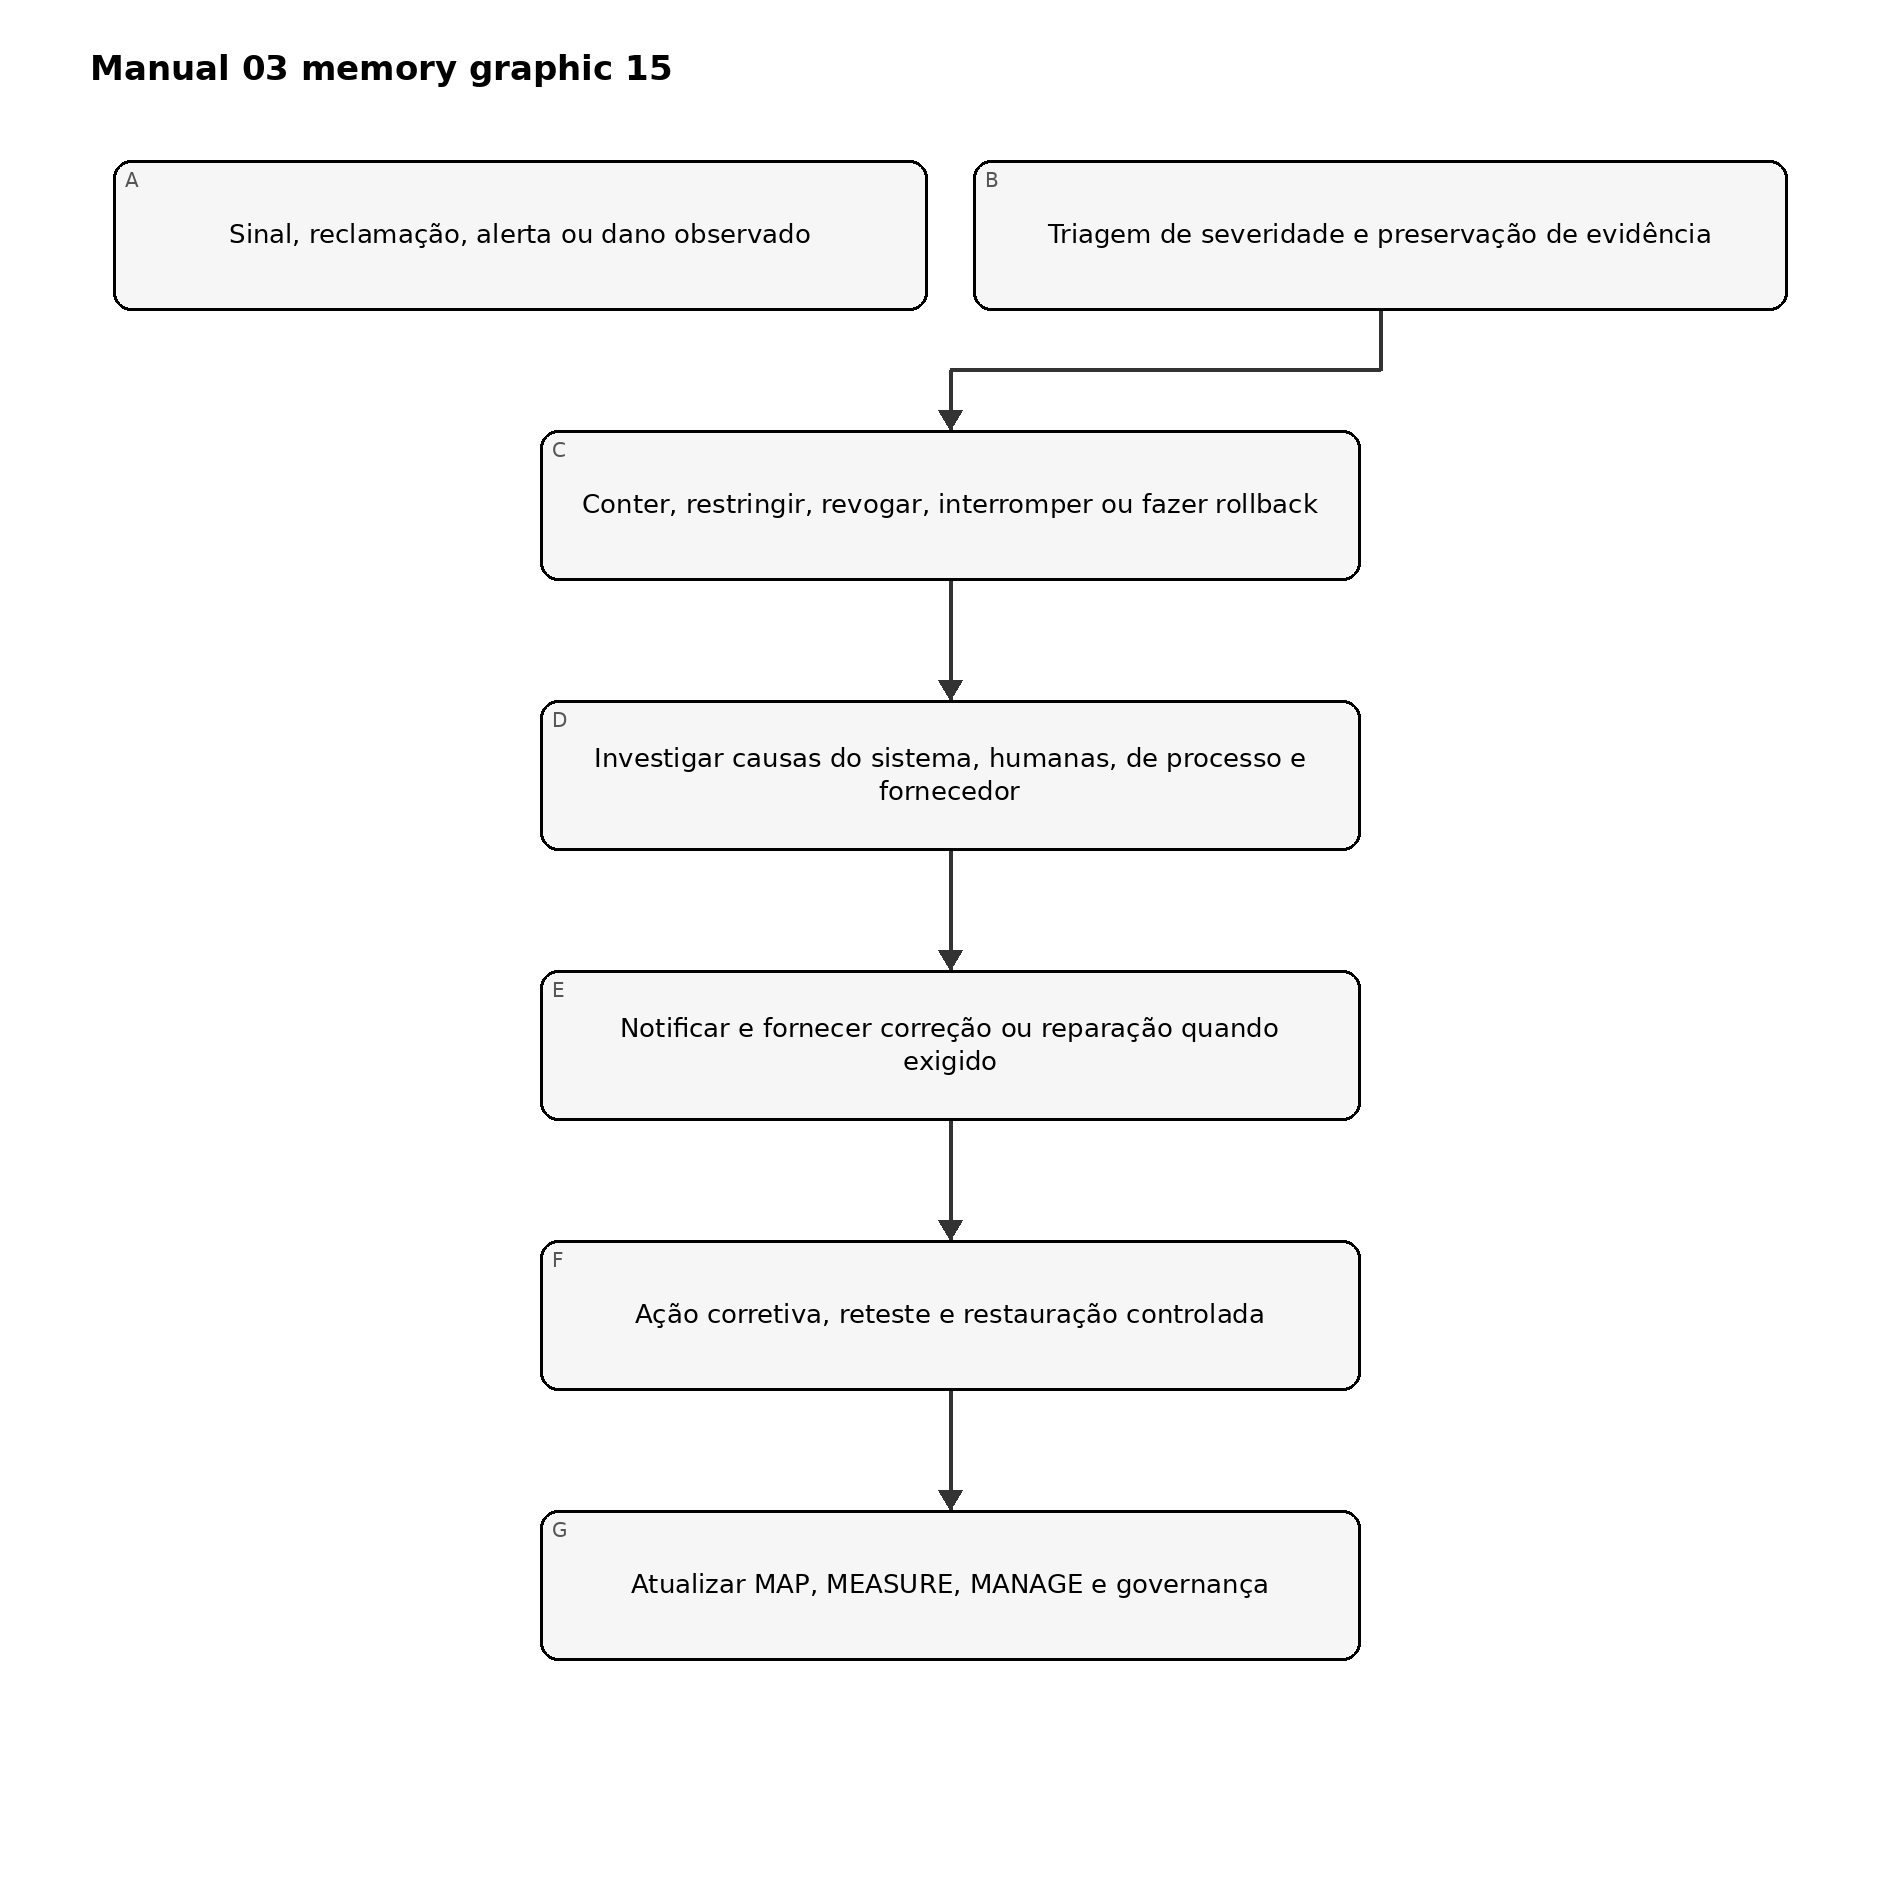 Manual 03 memory graphic 15
A
Sinal, reclamação, alerta ou dano observado
B
Triagem de severidade e preservação de evidência
C
Conter, restringir, revogar, interromper ou fazer rollback
D
Investigar causas do sistema, humanas, de processo e
fornecedor
E
Notificar e fornecer correção ou reparação quando
exigido
F
Ação corretiva, reteste e restauração controlada
G
Atualizar MAP, MEASURE, MANAGE e governança